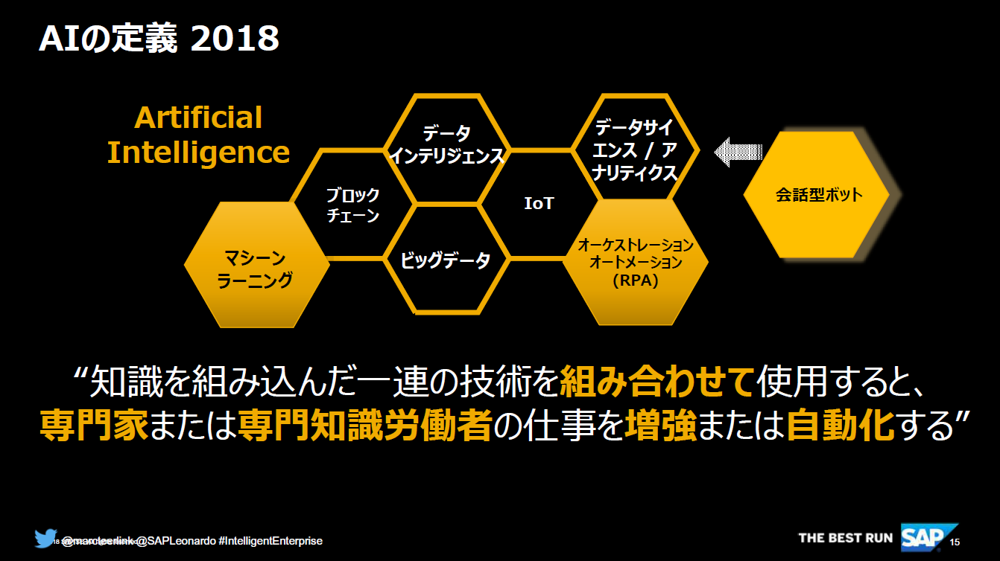 AIの定義 2018
Artificial
Intelligence
データ
インテリジェンス
データサイ
エンス / ア
ナリティクス
ブロック
チェーン
IoT
会話型ボット
マシーン
ラーニング
ビッグデータ
オーケストレーション
オートメーション
(RPA)
“知識を組み込んだ一連の技術を組み合わせて使用すると、
専門家または専門知識労働者の仕事を増強または自動化する”
@SAPLeonardo #IntelligentEnterprise
THE BEST RUN SAP
15